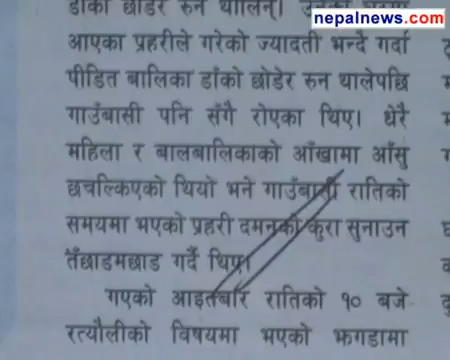 nepalnews.com
डाँको छोडेर रुन थालिन्।
आएका प्रहरीले गरेको ज्यादती भन्दै गर्दा
पीडित बालिका डाँको छोडेर रुन थालेपछि
गाउँबासी पनि सँगै रोएका थिए। धेरै
महिला र बालबालिकाको आँखामा आँसु
छचल्किएको थियो भने गाउँबासी रातिको
समयमा भएको प्रहरी दमनको कुरा सुनाउन
तँछाडमछाड गर्दै थिए।
गएको आइतबार रातिको १० बजे
रत्यौलीको विषयमा भएको झगडामा